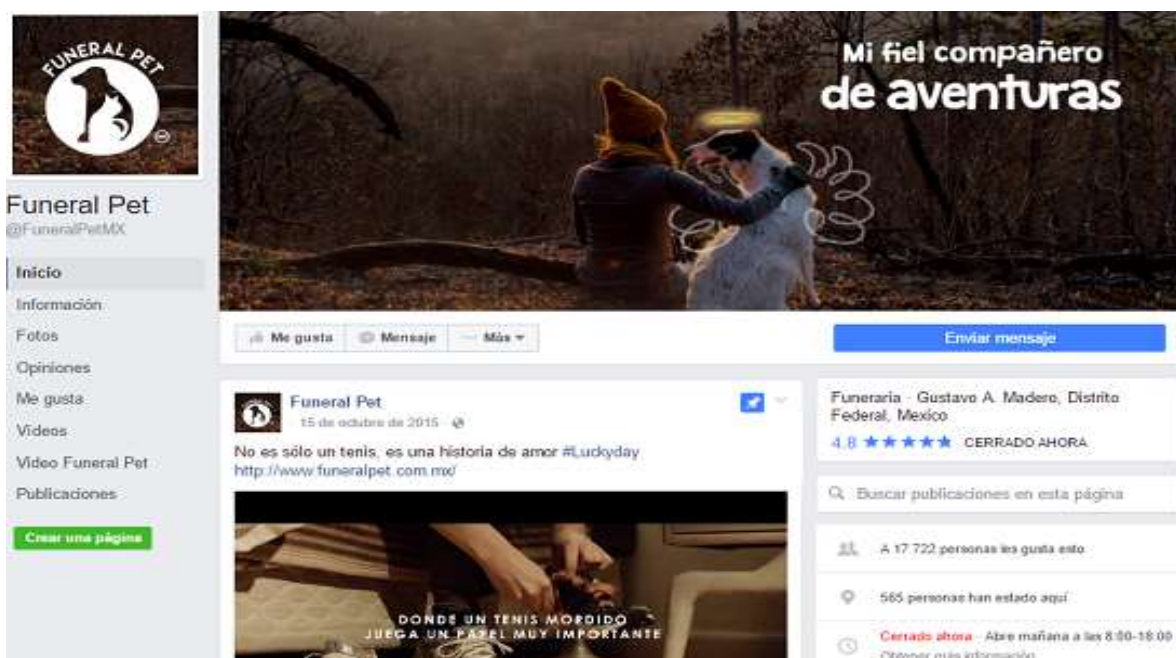 FUNERAL PET
Mi fiel compañero
de aventuras
Funeral Pet
@FuneralPetMX
Inicio
Información
Fotos
Opiniones
Me gusta
Videos
Video Funeral Pet
Publicaciones
Crear una página
Me gusta
Mensaje
Más
Enviar mensaje
Funeral Pet
15 de octubre de 2015
No es sólo un tenis, es una historia de amor #Luckyday
http://www.funeralpet.com.mx/
DONDE UN TENIS MORDIDO
JUEGA UN PAPEL MUY IMPORTANTE
Funeraria · Gustavo A. Madero, Distrito
Federal, Mexico
4,8 ★★★★★ CERRADO AHORA
Buscar publicaciones en esta página
A 17 722 personas les gusta esto
565 personas han estado aquí
Cerrado ahora · Abre mañana a las 8:00-18:00
Obtener más información